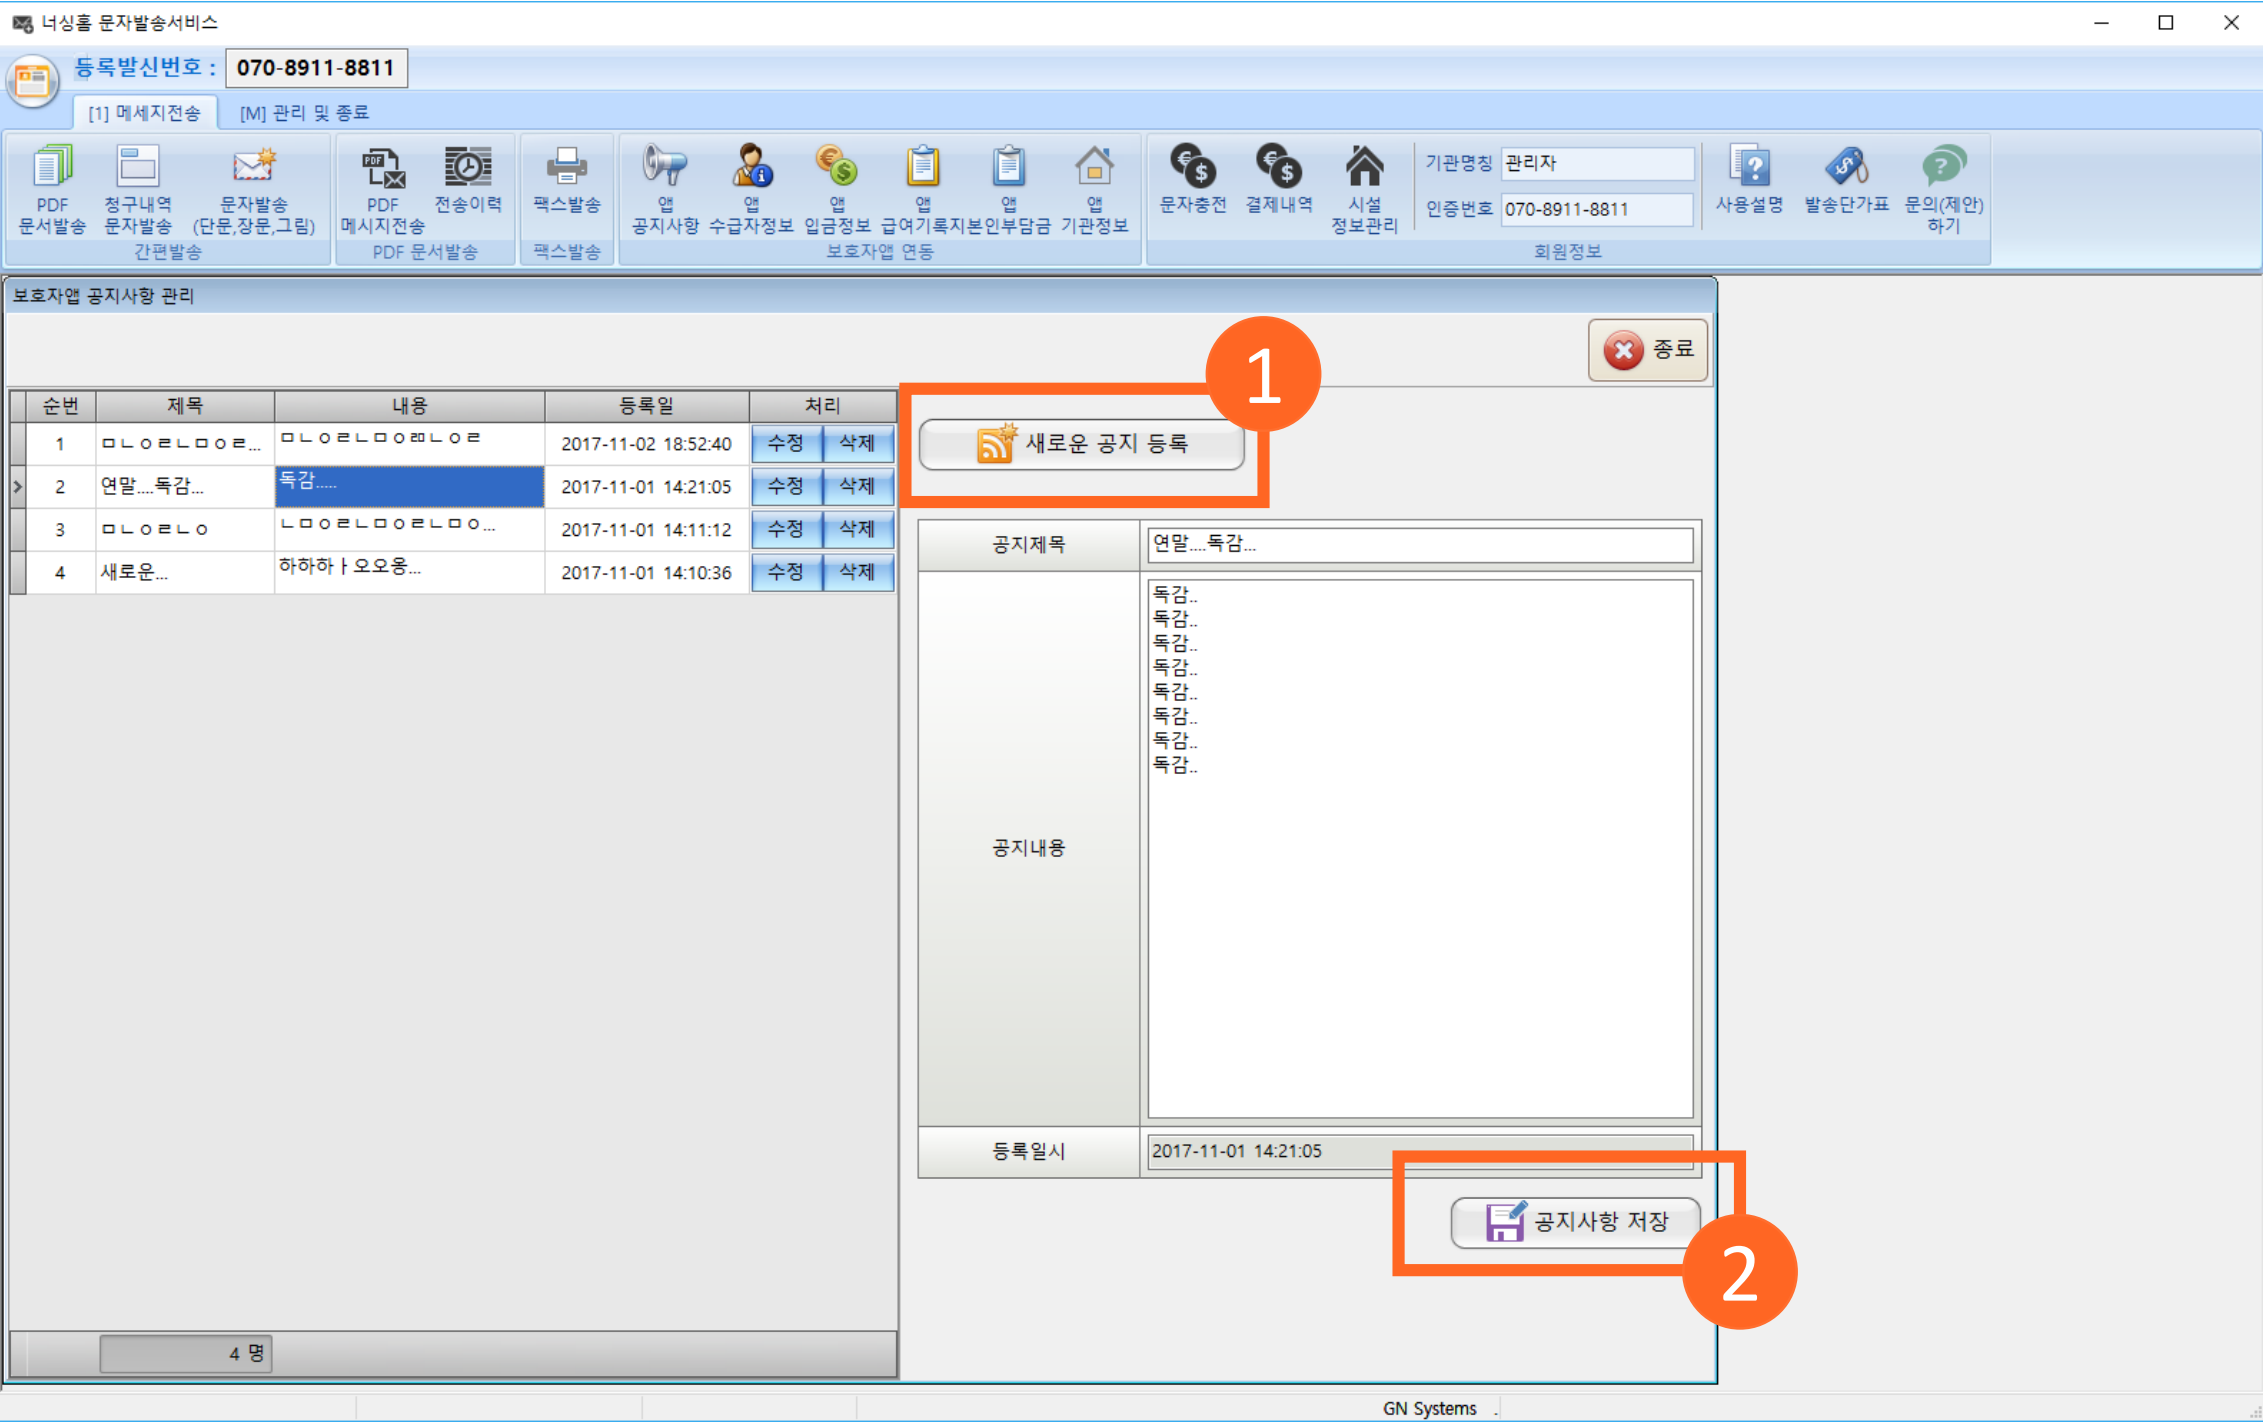 너싱홈 문자발송서비스
등록발신번호 : 070-8911-8811
[1] 메세지전송 [M] 관리 및 종료
PDF 문서발송
청구내역 문자발송
문자발송 (단문,장문,그림)
간편발송
PDF 메시지전송
전송이력
PDF 문서발송
팩스발송
팩스발송
앱 공지사항
앱 수급자정보
앱 입금정보
앱 급여기록지
앱 본인부담금
앱 기관정보
보호자앱 연동
문자충전
결제내역
시설 정보관리
기관명칭 관리자
인증번호 070-8911-8811
사용설명
발송단가표
문의(제안) 하기
회원정보
보호자앱 공지사항 관리
종료
1
순번 제목 내용 등록일 처리
1 ㅁㄴㅇㄹㄴㅁㅇㄹ... ㅁㄴㅇㄹㄴㅁㅇㄻㄴㅇㄹ 2017-11-02 18:52:40 수정 삭제
2 연말....독감... 독감..... 2017-11-01 14:21:05 수정 삭제
3 ㅁㄴㅇㄹㄴㅇ ㄴㅁㅇㄹㄴㅁㅇㄹㄴㅁㅇ... 2017-11-01 14:11:12 수정 삭제
4 새로운... 하하하ㅏ오오옹... 2017-11-01 14:10:36 수정 삭제
4 명
새로운 공지 등록
공지제목 연말....독감...
공지내용
독감..
독감..
독감..
독감..
독감..
독감..
독감..
독감..
등록일시 2017-11-01 14:21:05
공지사항 저장
2
GN Systems .